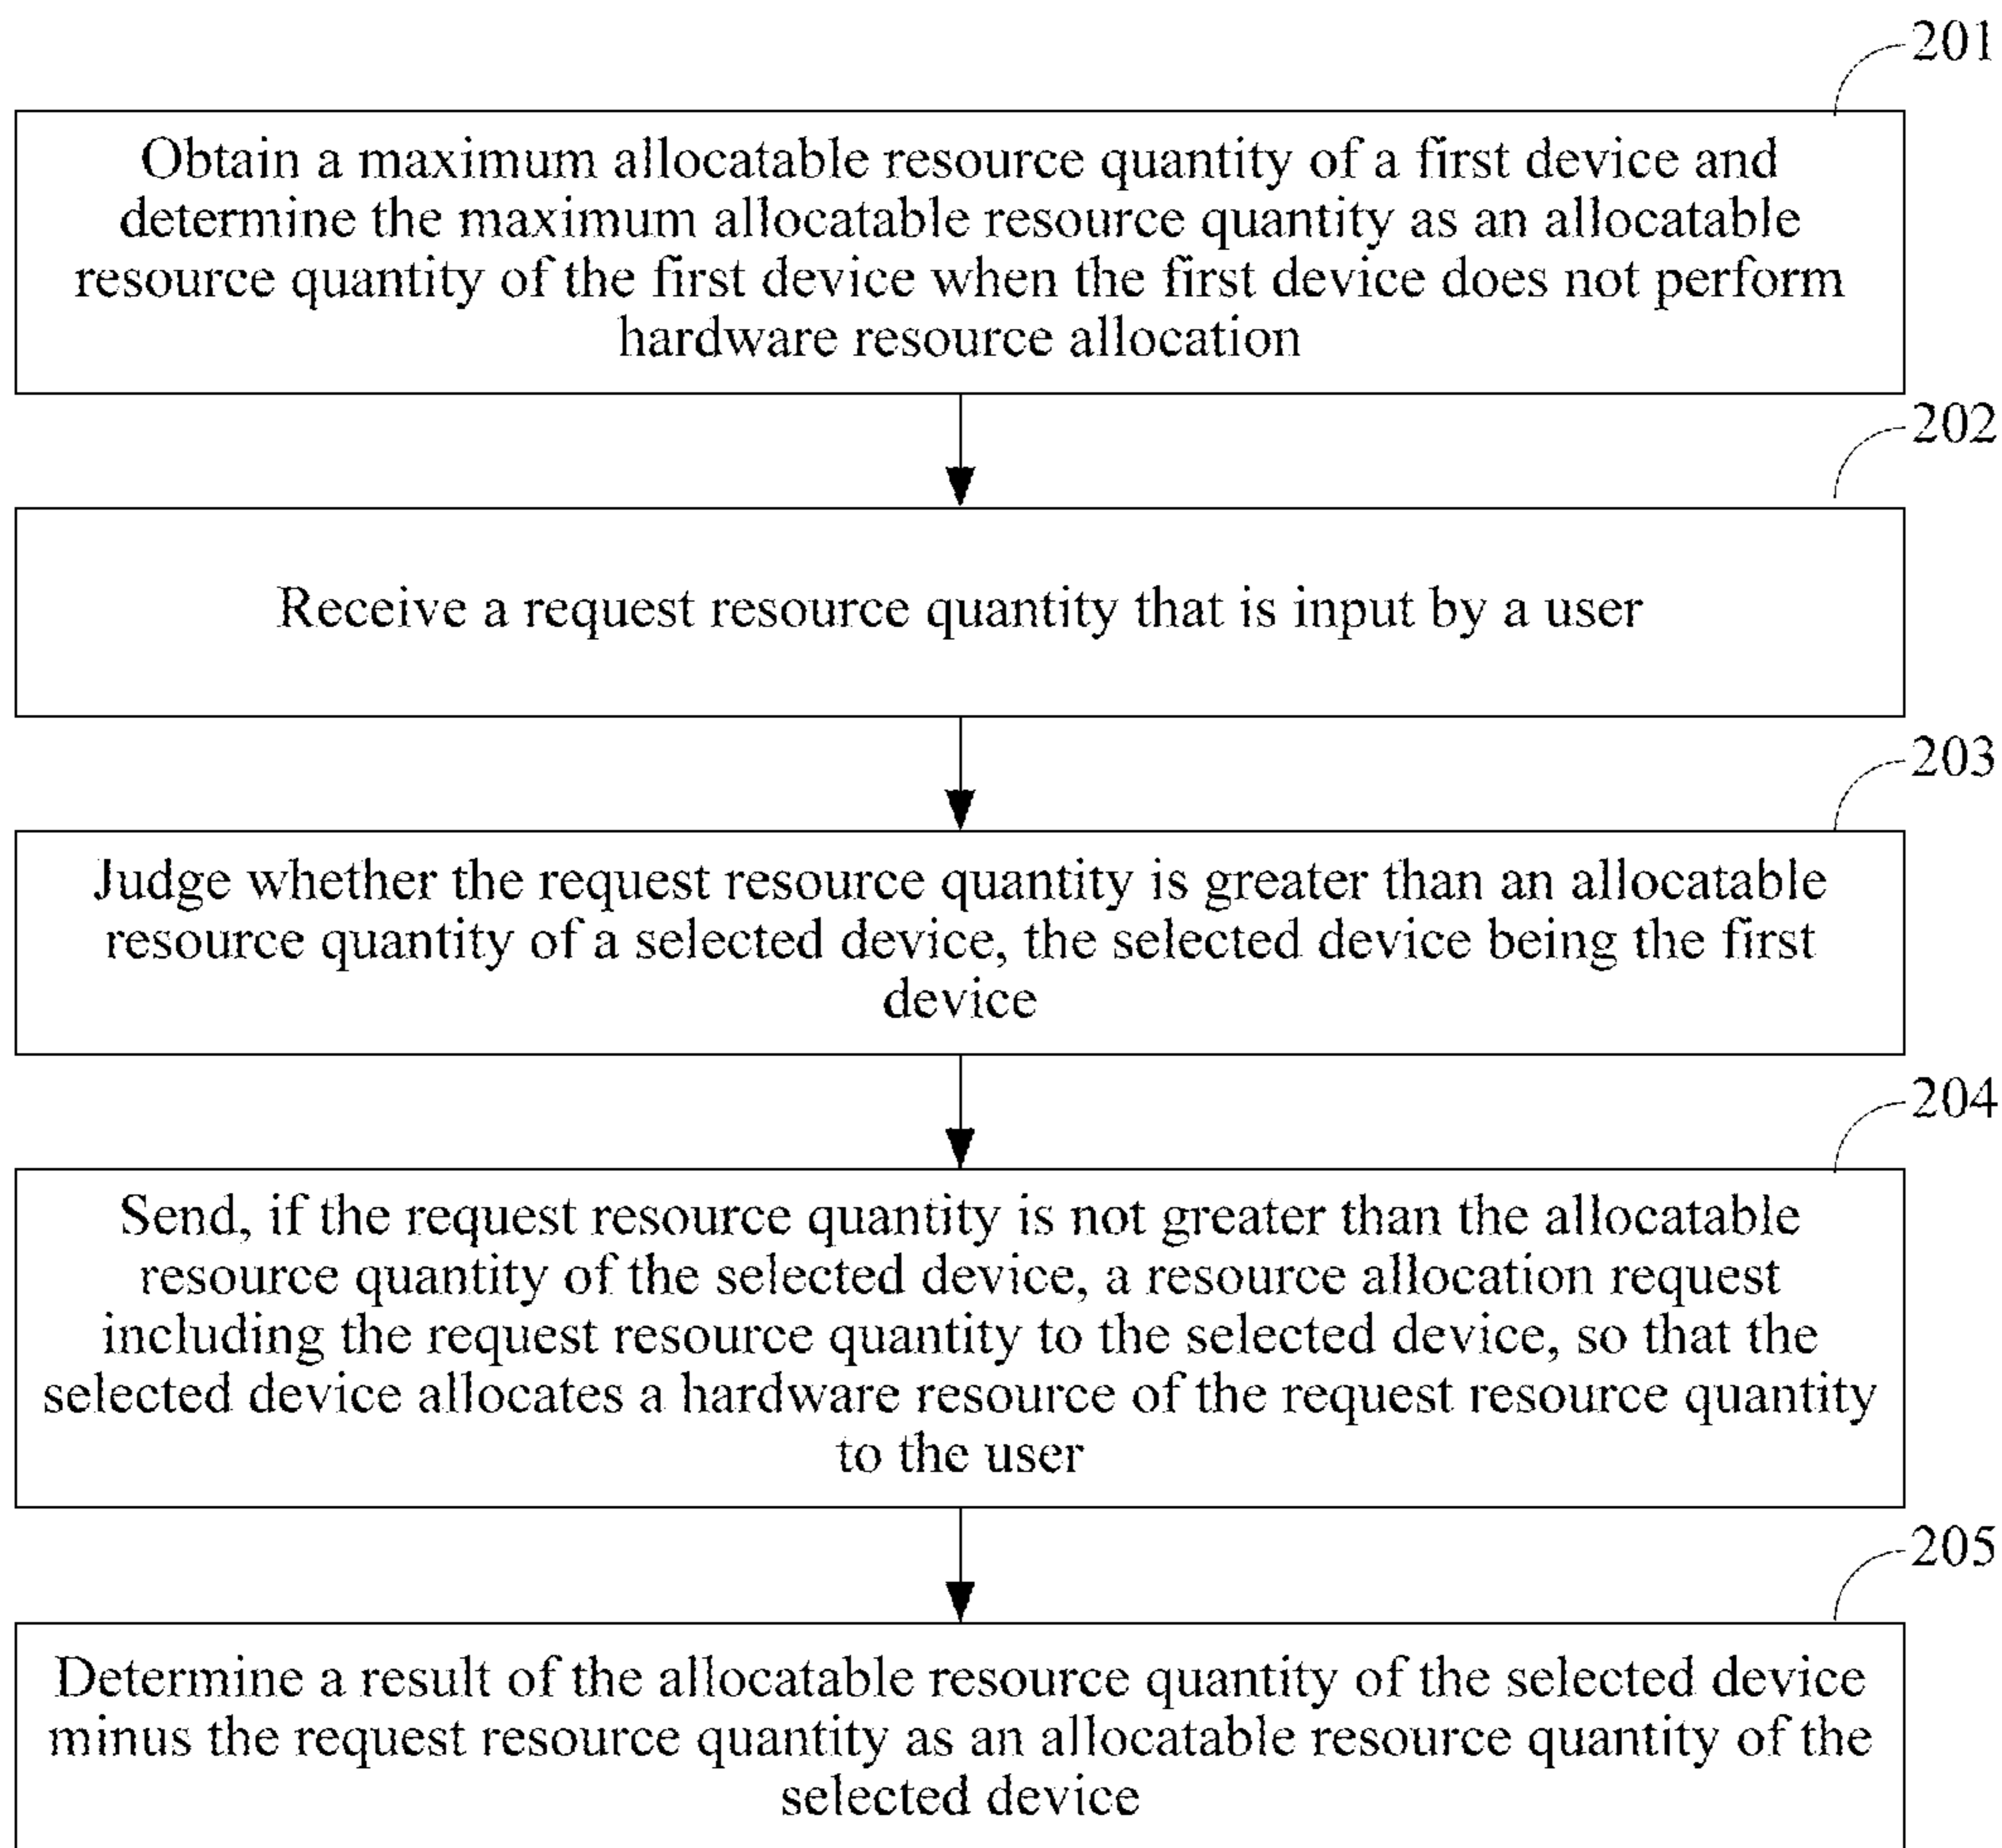 201
Obtain a maximum allocatable resource quantity of a first device and
determine the maximum allocatable resource quantity as an allocatable
resource quantity of the first device when the first device does not perform
hardware resource allocation
202
Receive a request resource quantity that is input by a user
203
Judge whether the request resource quantity is greater than an allocatable
resource quantity of a selected device, the selected device being the first
device
204
Send, if the request resource quantity is not greater than the allocatable
resource quantity of the selected device, a resource allocation request
including the request resource quantity to the selected device, so that the
selected device allocates a hardware resource of the request resource quantity
to the user
205
Determine a result of the allocatable resource quantity of the selected device
minus the request resource quantity as an allocatable resource quantity of the
selected device